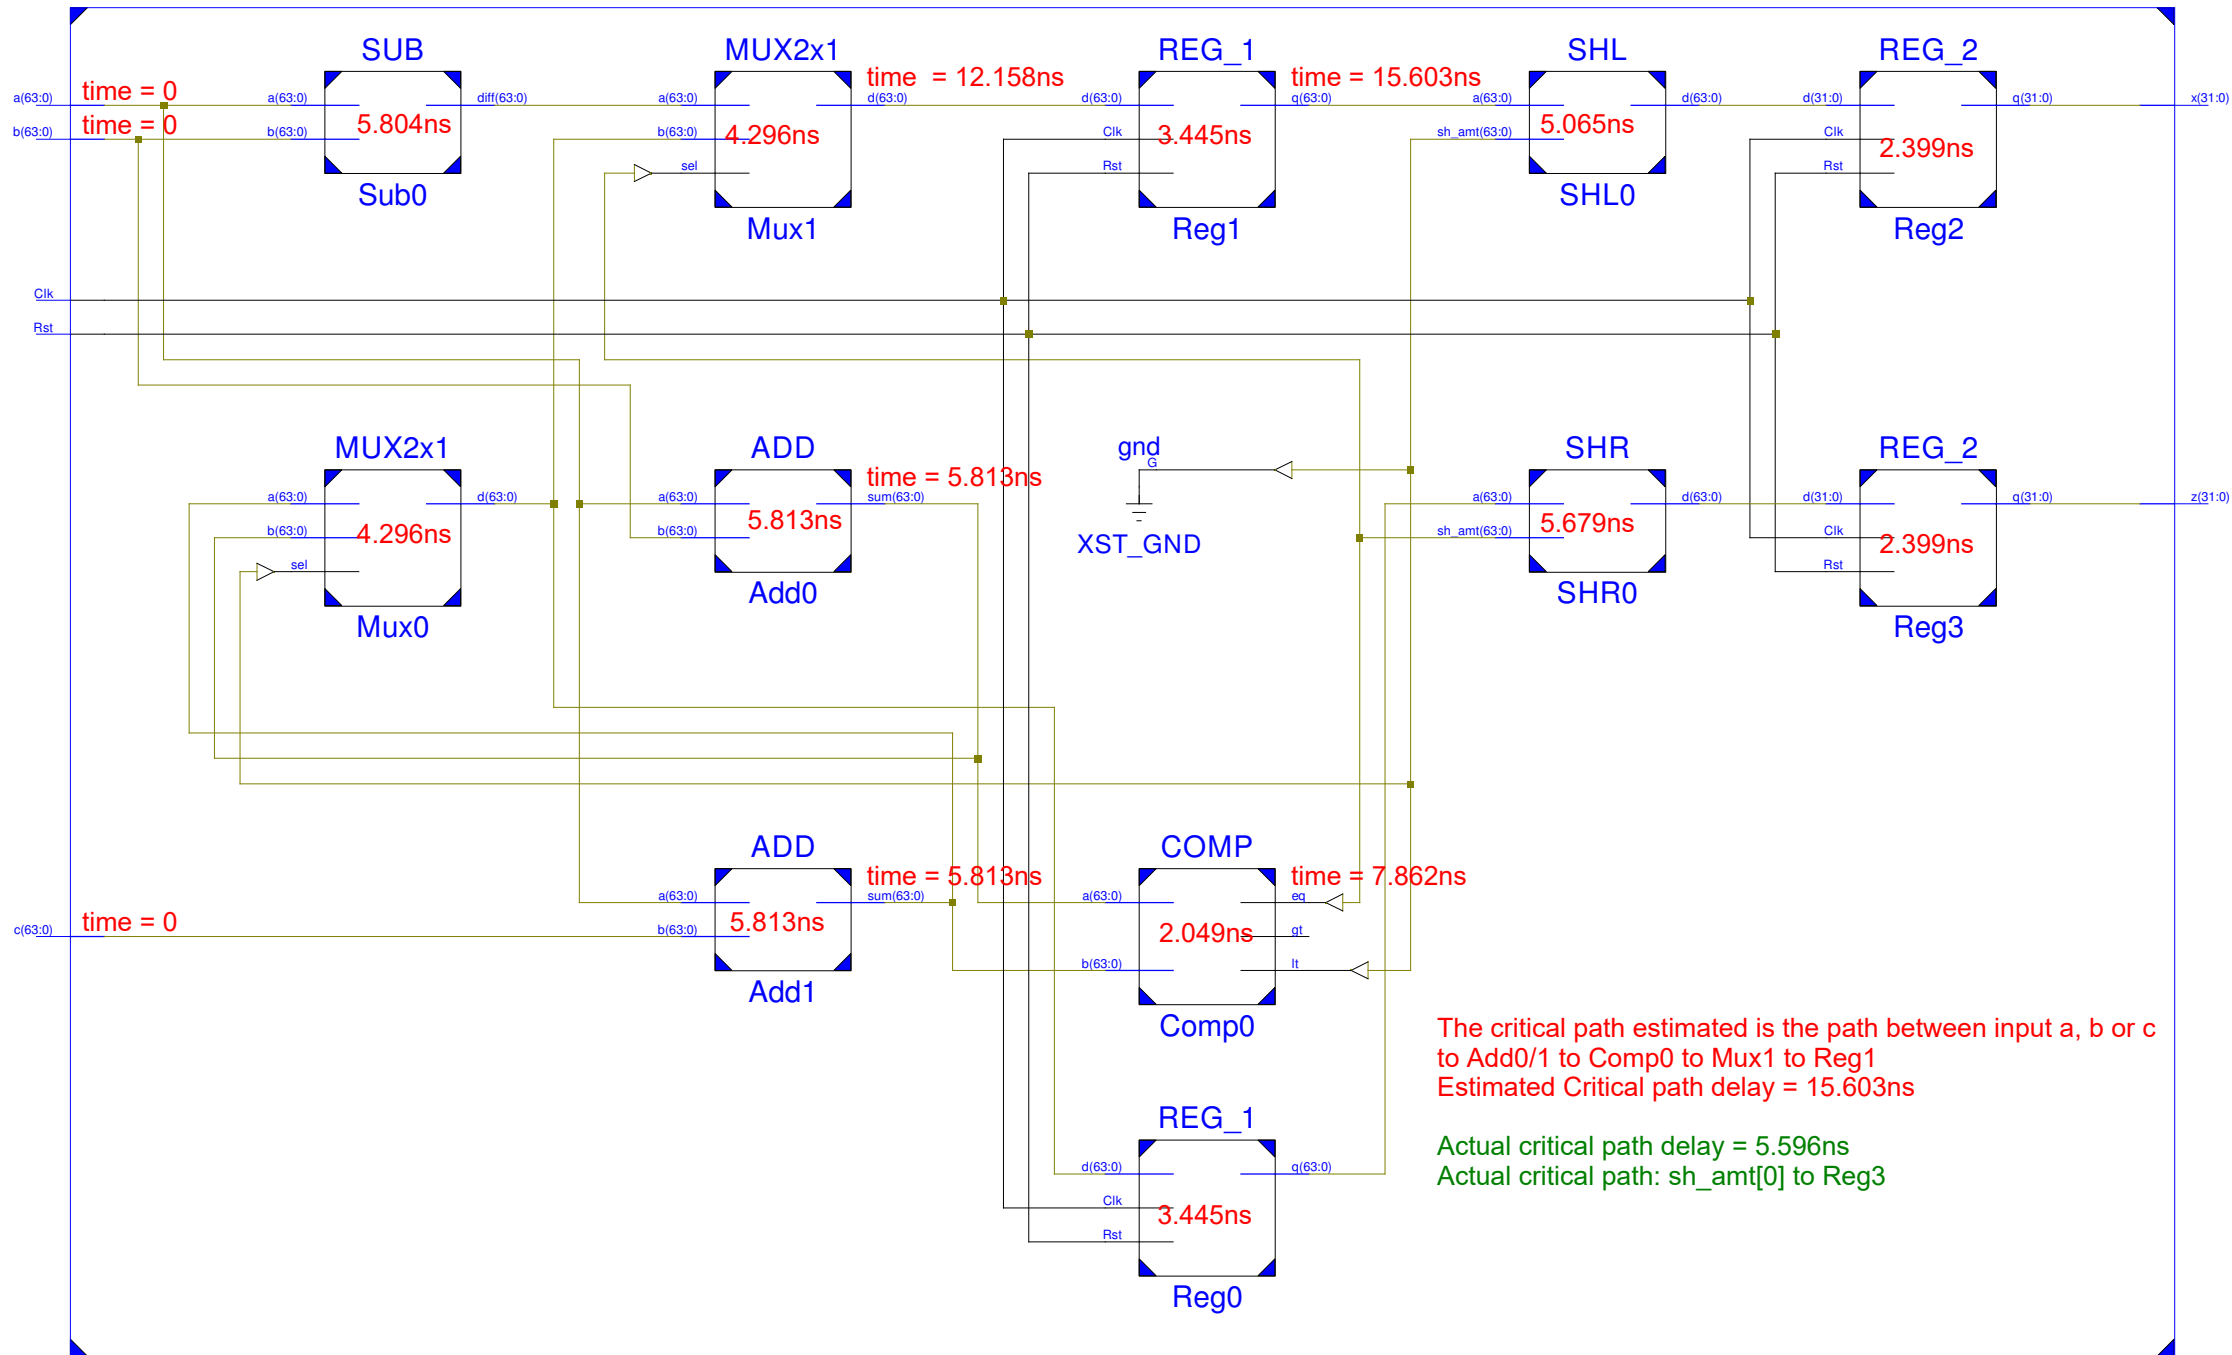 SUB
MUX2x1
REG_1
SHL
REG_2
time = 0
time = 12.158ns
time = 15.603ns
a(63:0)
a(63:0)
diff(63:0)
a(63:0)
d(63:0)
d(63:0)
q(63:0)
a(63:0)
d(63:0)
d(31:0)
q(31:0)
x(31:0)
time = 0
5.804ns
4.296ns
3.445ns
5.065ns
2.399ns
b(63:0)
b(63:0)
b(63:0)
Clk
sh_amt(63:0)
Clk
sel
Rst
Rst
Sub0
Mux1
Reg1
SHL0
Reg2
Clk
Rst
MUX2x1
ADD
gnd
G
SHR
REG_2
time = 5.813ns
a(63:0)
d(63:0)
a(63:0)
sum(63:0)
a(63:0)
d(63:0)
d(31:0)
q(31:0)
z(31:0)
4.296ns
5.813ns
5.679ns
2.399ns
b(63:0)
b(63:0)
XST_GND
sh_amt(63:0)
Clk
sel
Rst
Mux0
Add0
SHR0
Reg3
ADD
COMP
time = 5.813ns
time = 7.862ns
a(63:0)
sum(63:0)
a(63:0)
eq
time = 0
c(63:0)
b(63:0)
5.813ns
2.049ns
gt
b(63:0)
lt
Add1
Comp0
The critical path estimated is the path between input a, b or c
to Add0/1 to Comp0 to Mux1 to Reg1
Estimated Critical path delay = 15.603ns
Actual critical path delay = 5.596ns
Actual critical path: sh_amt[0] to Reg3
REG_1
d(63:0)
q(63:0)
Clk
3.445ns
Rst
Reg0